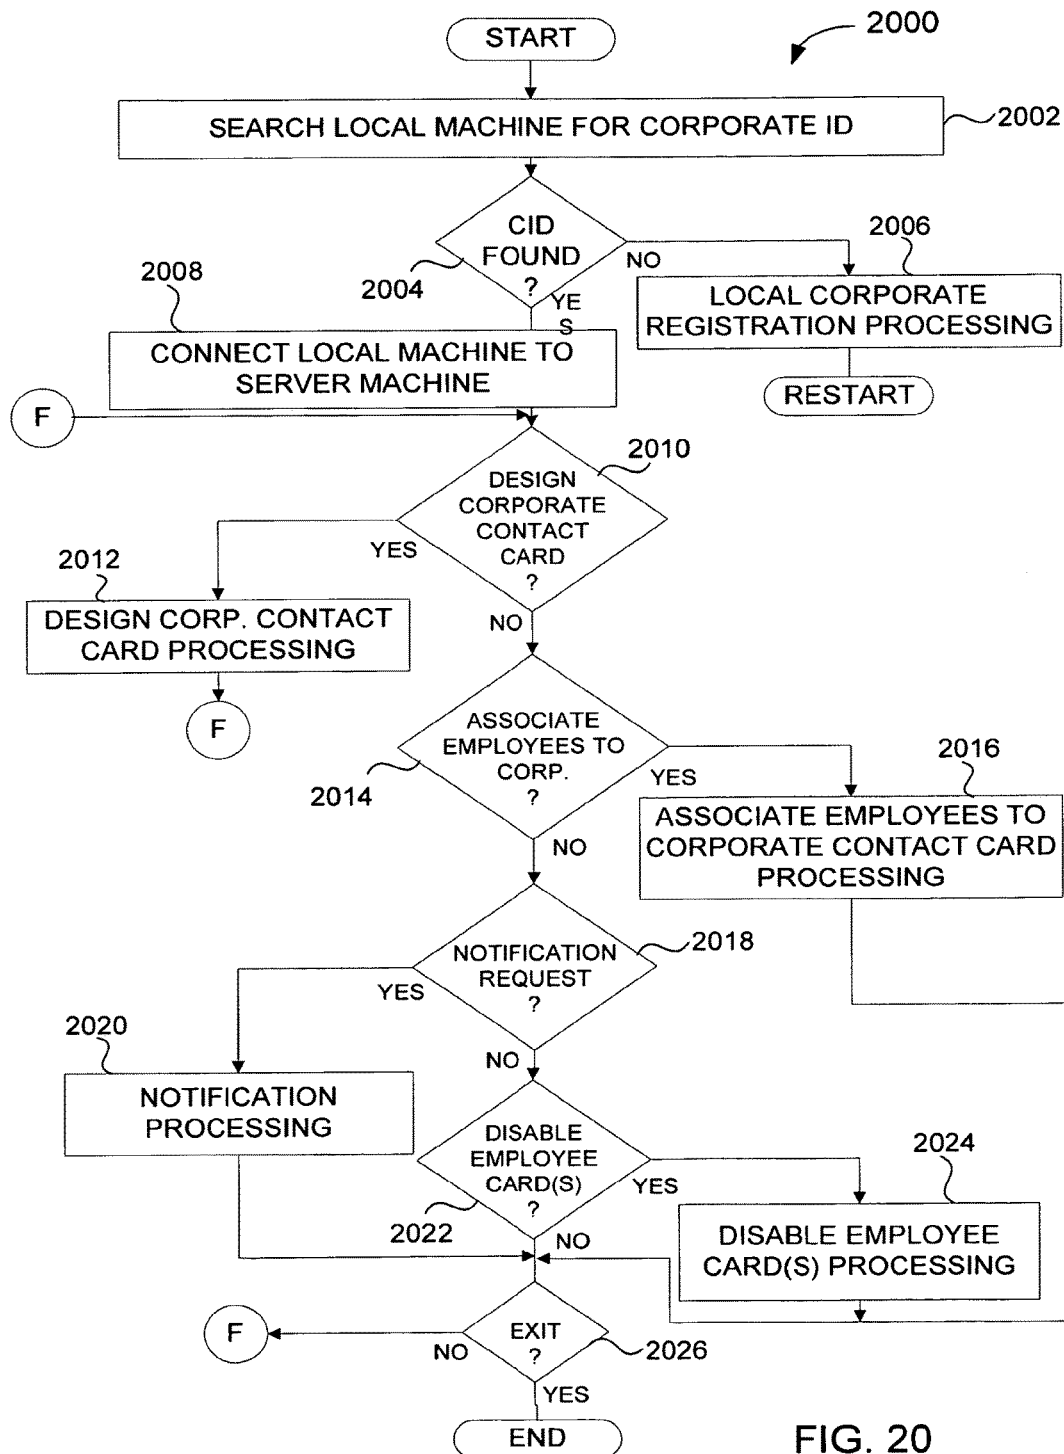 START
2000
SEARCH LOCAL MACHINE FOR CORPORATE ID
2002
CID
FOUND
?
2004
NO
YE
S
2006
LOCAL CORPORATE
REGISTRATION PROCESSING
RESTART
2008
CONNECT LOCAL MACHINE TO
SERVER MACHINE
F
2010
DESIGN
CORPORATE
CONTACT
CARD
?
YES
NO
2012
DESIGN CORP. CONTACT
CARD PROCESSING
F
ASSOCIATE
EMPLOYEES TO
CORP.
?
2014
YES
NO
2016
ASSOCIATE EMPLOYEES TO
CORPORATE CONTACT CARD
PROCESSING
2018
NOTIFICATION
REQUEST
?
YES
NO
2020
NOTIFICATION
PROCESSING
DISABLE
EMPLOYEE
CARD(S)
?
2022
YES
NO
2024
DISABLE EMPLOYEE
CARD(S) PROCESSING
F
EXIT
?
2026
NO
YES
END
FIG. 20